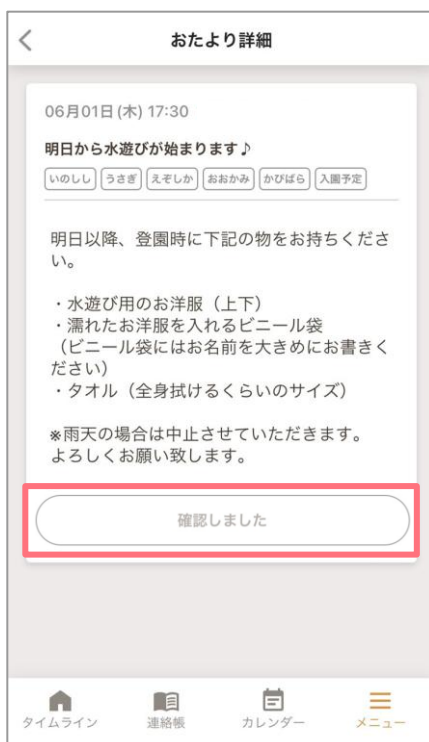 おたより詳細
06月01日(木) 17:30
明日から水遊びが始まります♪
いのしし うさぎ えぞしか おおかみ かぴばら 入園予定
明日以降、登園時に下記の物をお持ちくださ
い。
・水遊び用のお洋服（上下）
・濡れたお洋服を入れるビニール袋
（ビニール袋にはお名前を大きめにお書きく
ださい）
・タオル（全身拭けるくらいのサイズ）
※雨天の場合は中止させていただきます。
よろしくお願い致します。
確認しました
タイムライン 連絡帳 カレンダー メニュー